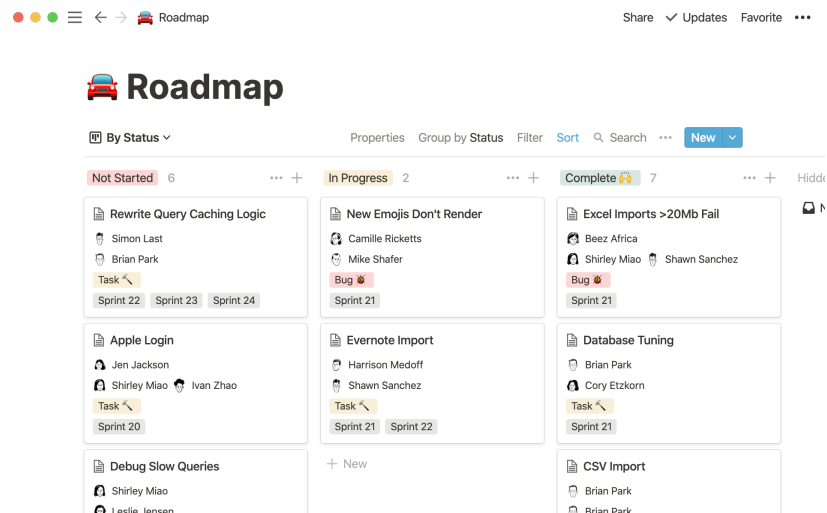 Roadmap
Share Updates Favorite
Roadmap
By Status
Properties Group by Status Filter Sort Search New
Not Started 6
Rewrite Query Caching Logic
Simon Last
Brian Park
Task
Sprint 22 Sprint 23 Sprint 24
Apple Login
Jen Jackson
Shirley Miao Ivan Zhao
Task
Sprint 20
Debug Slow Queries
Shirley Miao
Leslie Jensen
In Progress 2
New Emojis Don't Render
Camille Ricketts
Mike Shafer
Bug
Sprint 21
Evernote Import
Harrison Medoff
Shawn Sanchez
Task
Sprint 21 Sprint 22
New
Complete 7
Excel Imports >20Mb Fail
Beez Africa
Shirley Miao Shawn Sanchez
Bug
Sprint 21
Database Tuning
Brian Park
Cory Etzkorn
Task
Sprint 21
CSV Import
Brian Park
Brian Park